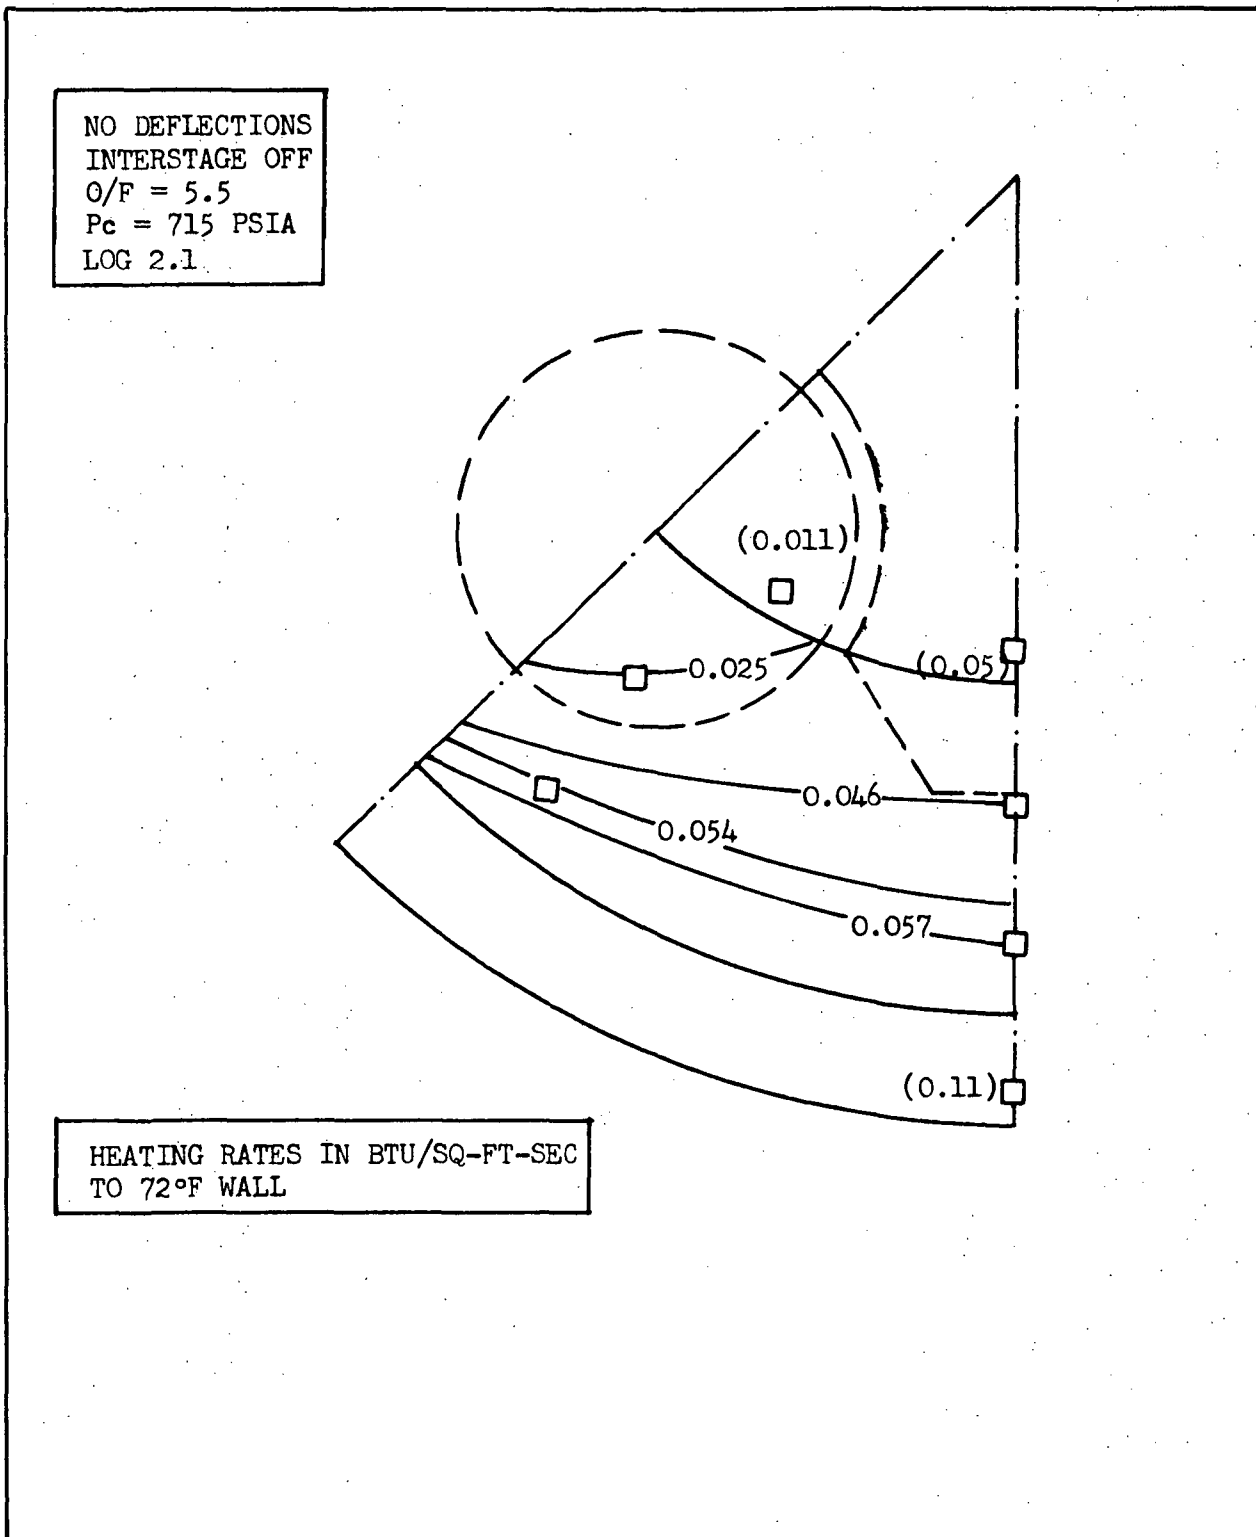 NO DEFLECTIONS
INTERSTAGE OFF
O/F = 5.5
Pc = 715 PSIA
LOG 2.1
(0.011)
(0.05)
0.025
0.046
0.054
0.057
(0.11)
HEATING RATES IN BTU/SQ-FT-SEC
TO 72°F WALL